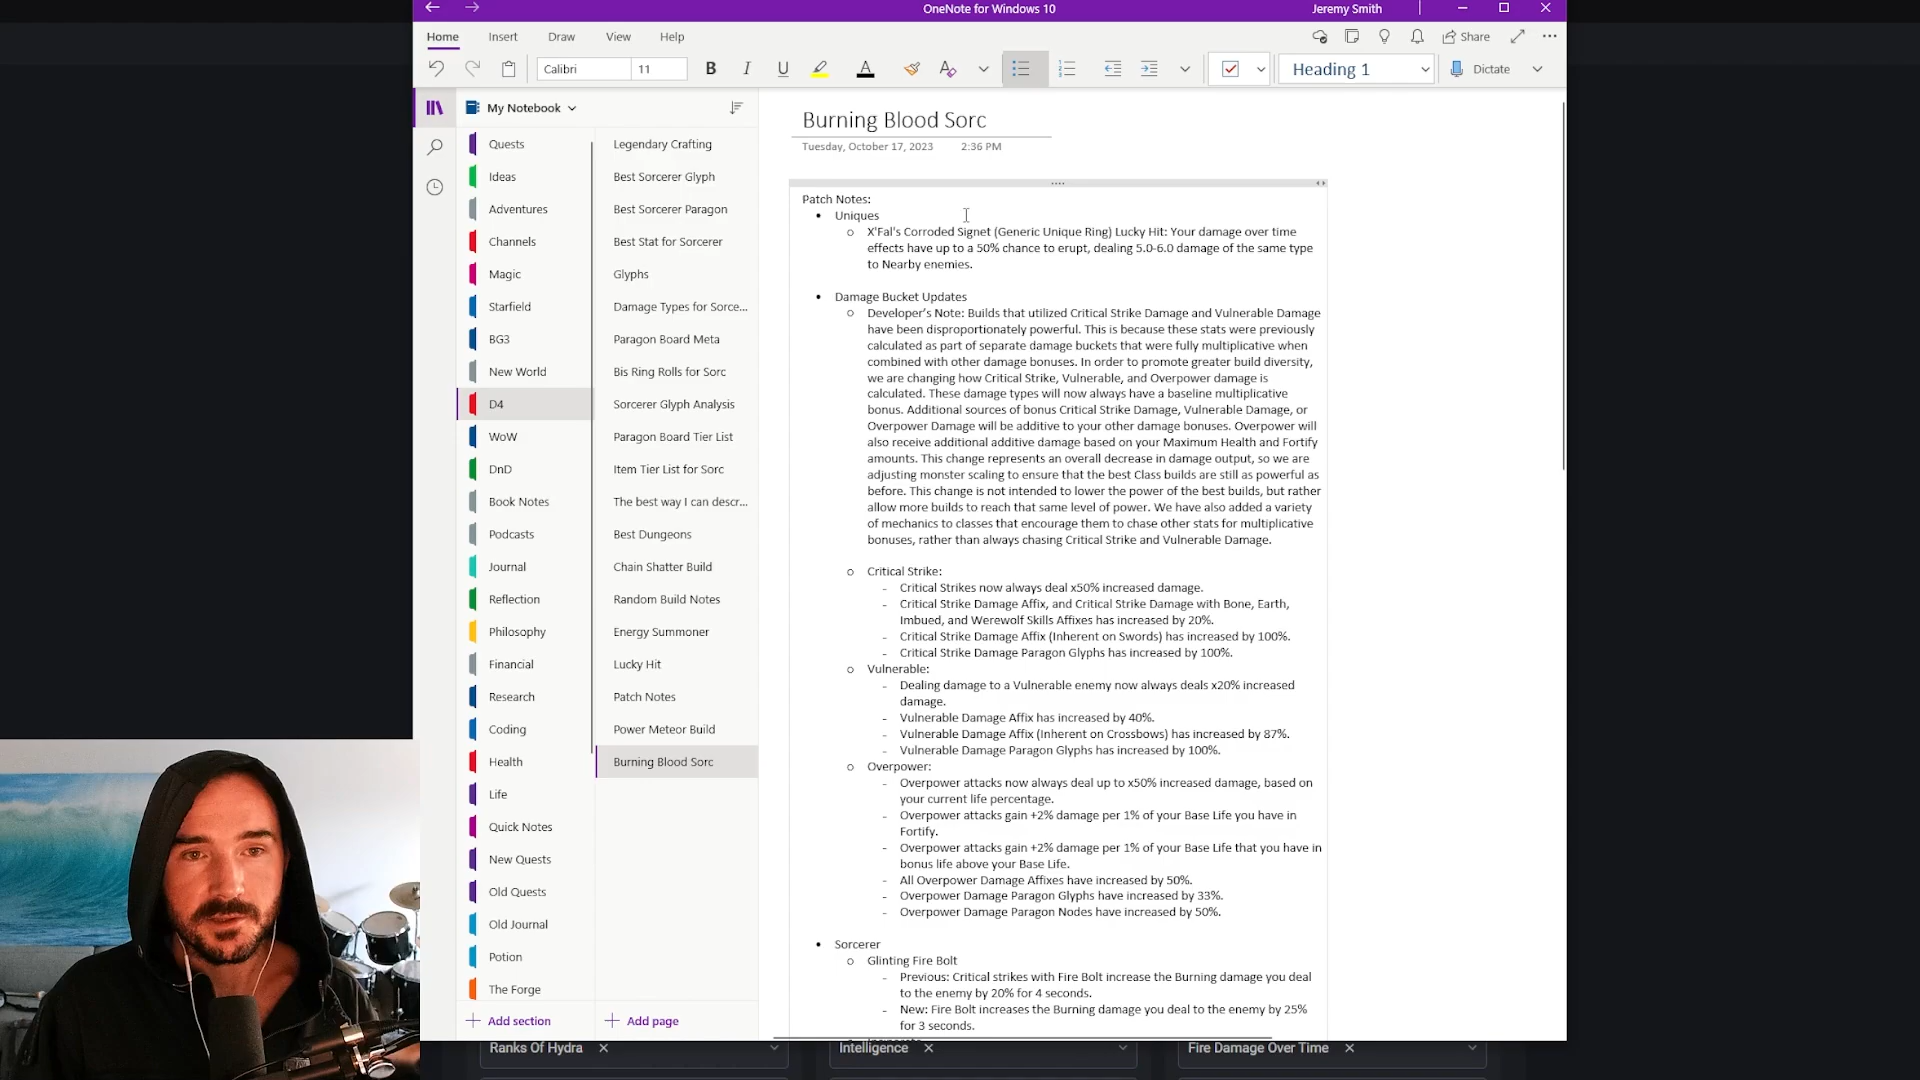 OneNote for Windows 10
Jeremy Smith
Home
Insert
Draw
View
Help
Share
Calibri
11
B
I
U
A
Heading 1
Dictate
My Notebook
Quests
Ideas
Adventures
Channels
Magic
Starfield
BG3
New World
D4
WoW
DnD
Book Notes
Podcasts
Journal
Reflection
Philosophy
Financial
Research
Coding
Health
Life
Quick Notes
New Quests
Old Quests
Old Journal
Potion
The Forge
Add section
Legendary Crafting
Best Sorcerer Glyph
Best Sorcerer Paragon
Best Stat for Sorcerer
Glyphs
Damage Types for Sorce...
Paragon Board Meta
Bis Ring Rolls for Sorc
Sorcerer Glyph Analysis
Paragon Board Tier List
Item Tier List for Sorc
The best way I can descr...
Best Dungeons
Chain Shatter Build
Random Build Notes
Energy Summoner
Lucky Hit
Patch Notes
Power Meteor Build
Burning Blood Sorc
Add page
Burning Blood Sorc
Tuesday, October 17, 2023 2:36 PM
Patch Notes:
• Uniques
o X'Fal's Corroded Signet (Generic Unique Ring) Lucky Hit: Your damage over time
effects have up to a 50% chance to erupt, dealing 5.0-6.0 damage of the same type
to Nearby enemies.
• Damage Bucket Updates
o Developer's Note: Builds that utilized Critical Strike Damage and Vulnerable Damage
have been disproportionately powerful. This is because these stats were previously
calculated as part of separate damage buckets that were fully multiplicative when
combined with other damage bonuses. In order to promote greater build diversity,
we are changing how Critical Strike, Vulnerable, and Overpower damage is
calculated. These damage types will now always have a baseline multiplicative
bonus. Additional sources of bonus Critical Strike Damage, Vulnerable Damage, or
Overpower Damage will be additive to your other damage bonuses. Overpower will
also receive additional additive damage based on your Maximum Health and Fortify
amounts. This change represents an overall decrease in damage output, so we are
adjusting monster scaling to ensure that the best Class builds are still as powerful as
before. This change is not intended to lower the power of the best builds, but rather
allow more builds to reach that same level of power. We have also added a variety
of mechanics to classes that encourage them to chase other stats for multiplicative
bonuses, rather than always chasing Critical Strike and Vulnerable Damage.
o Critical Strike:
- Critical Strikes now always deal x50% increased damage.
- Critical Strike Damage Affix, and Critical Strike Damage with Bone, Earth,
Imbued, and Werewolf Skills Affixes has increased by 20%.
- Critical Strike Damage Affix (Inherent on Swords) has increased by 100%.
- Critical Strike Damage Paragon Glyphs has increased by 100%.
o Vulnerable:
- Dealing damage to a Vulnerable enemy now always deals x20% increased
damage.
- Vulnerable Damage Affix has increased by 40%.
- Vulnerable Damage Affix (Inherent on Crossbows) has increased by 87%.
- Vulnerable Damage Paragon Glyphs has increased by 100%.
o Overpower:
- Overpower attacks now always deal up to x50% increased damage, based on
your current life percentage.
- Overpower attacks gain +2% damage per 1% of your Base Life you have in
Fortify.
- Overpower attacks gain +2% damage per 1% of your Base Life that you have in
bonus life above your Base Life.
- All Overpower Damage Affixes have increased by 50%.
- Overpower Damage Paragon Glyphs have increased by 33%.
- Overpower Damage Paragon Nodes have increased by 50%.
• Sorcerer
o Glinting Fire Bolt
- Previous: Critical strikes with Fire Bolt increase the Burning damage you deal
to the enemy by 20% for 4 seconds.
- New: Fire Bolt increases the Burning damage you deal to the enemy by 25%
for 3 seconds.
Ranks Of Hydra
Intelligence
Fire Damage Over Time